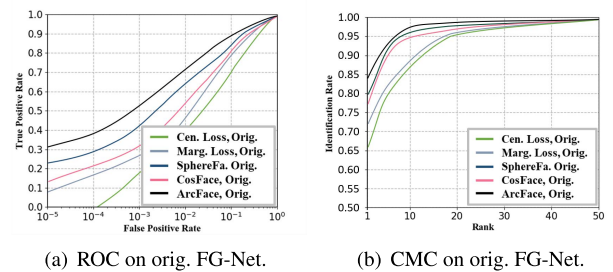 1.0
0.9
0.8
0.7
0.6
0.5
0.4
0.3
0.2
0.1
0.0
True Positive Rate
10⁻⁵ 10⁻⁴ 10⁻³ 10⁻² 10⁻¹ 10⁰
False Positive Rate
Cen. Loss, Orig.
Marg. Loss, Orig.
SphereFa. Orig.
CosFace, Orig.
ArcFace, Orig.
(a) ROC on orig. FG-Net.
1.00
0.95
0.90
0.85
0.80
0.75
0.70
0.65
0.60
0.55
0.50
Identification Rate
1 10 20 30 40 50
Rank
Cen. Loss, Orig.
Marg. Loss, Orig.
SphereFa. Orig.
CosFace, Orig.
ArcFace, Orig.
(b) CMC on orig. FG-Net.